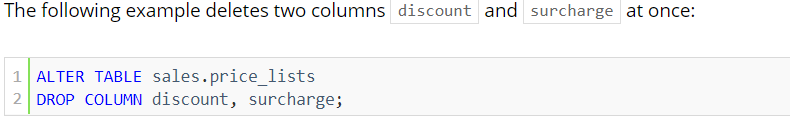 The following example deletes two columns discount and surcharge at once:
1 ALTER TABLE sales.price_lists
2 DROP COLUMN discount, surcharge;